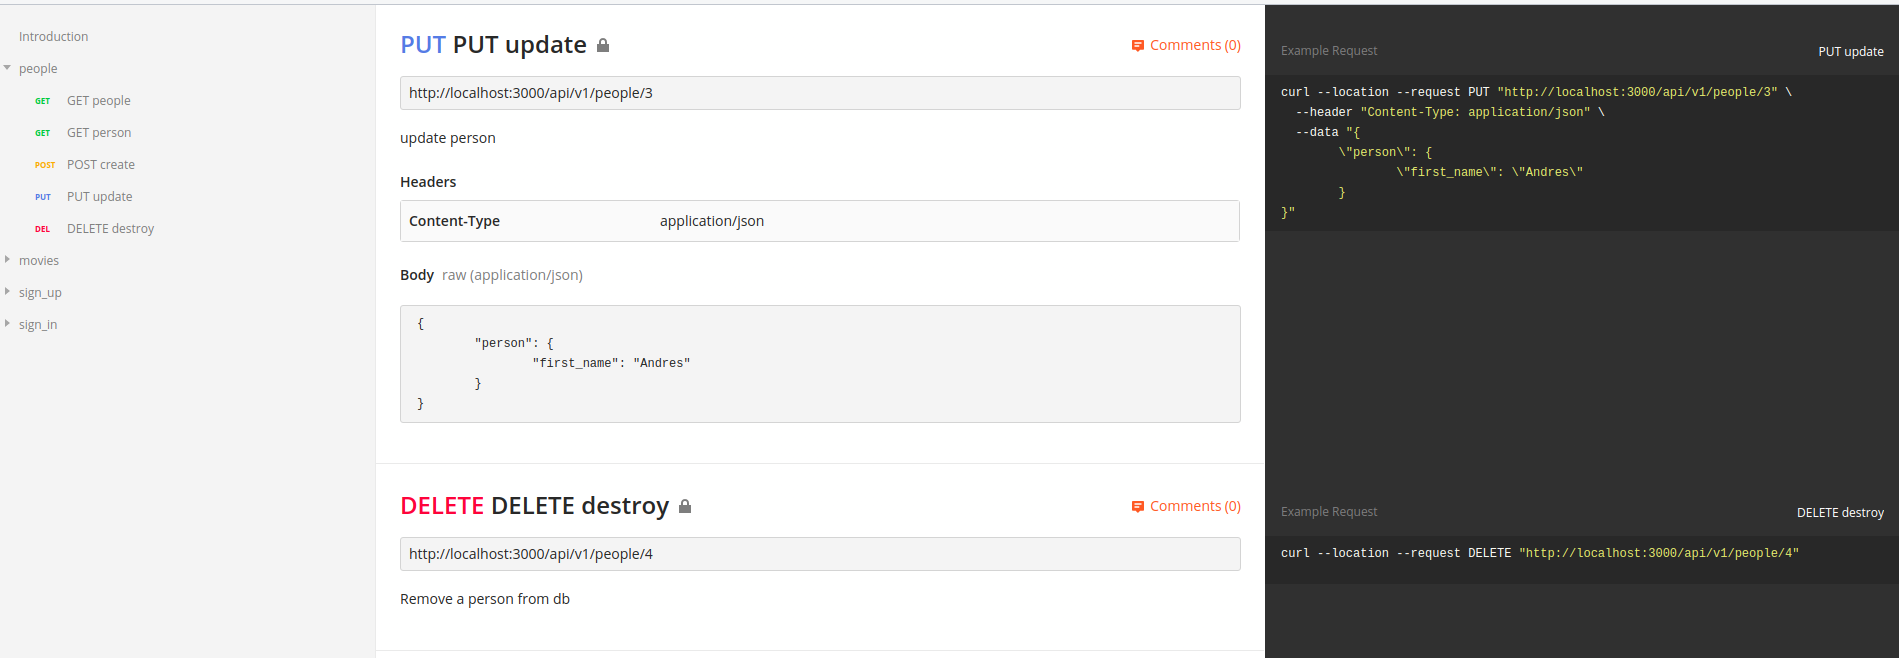 Introduction
people
GET GET people
GET GET person
POST POST create
PUT PUT update
DEL DELETE destroy
movies
sign_up
sign_in
PUT PUT update
Comments (0)
http://localhost:3000/api/v1/people/3
update person
Headers
Content-Type application/json
Body raw (application/json)
{
"person": {
"first_name": "Andres"
}
}
DELETE DELETE destroy
Comments (0)
http://localhost:3000/api/v1/people/4
Remove a person from db
Example Request PUT update
curl --location --request PUT "http://localhost:3000/api/v1/people/3" \
--header "Content-Type: application/json" \
--data "{
\"person\": {
\"first_name\": \"Andres\"
}
}"
Example Request DELETE destroy
curl --location --request DELETE "http://localhost:3000/api/v1/people/4"